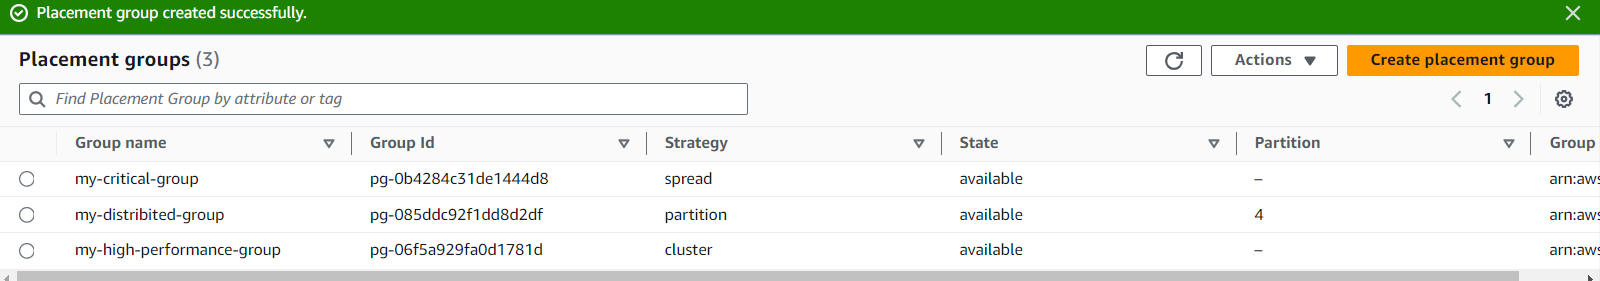 Placement group created successfully.
Placement groups (3)
Actions
Create placement group
Find Placement Group by attribute or tag
1
Group name Group Id Strategy State Partition Group
my-critical-group pg-0b4284c31de1444d8 spread available – arn:aws
my-distribited-group pg-085ddc92f1dd8d2df partition available 4 arn:aws
my-high-performance-group pg-06f5a929fa0d1781d cluster available – arn:aws